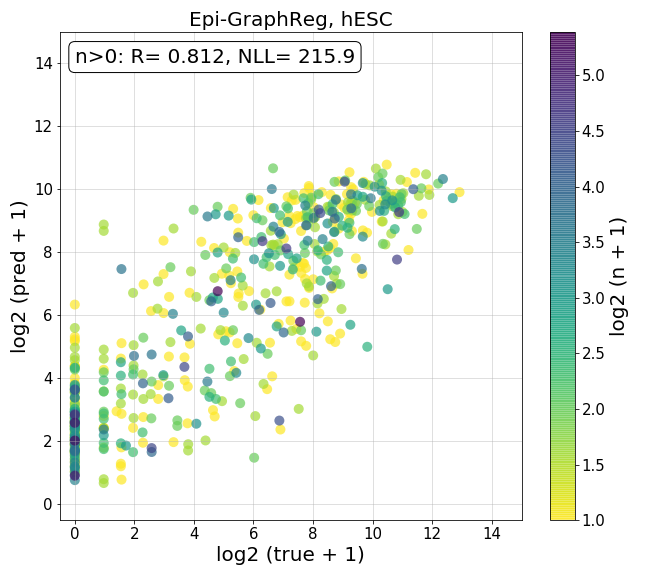 Epi-GraphReg, hESC
n>0: R= 0.812, NLL= 215.9
log2 (pred + 1)
14
12
10
8
6
4
2
0
0 2 4 6 8 10 12 14
log2 (true + 1)
5.0
4.5
4.0
3.5
3.0
2.5
2.0
1.5
1.0
log2 (n + 1)